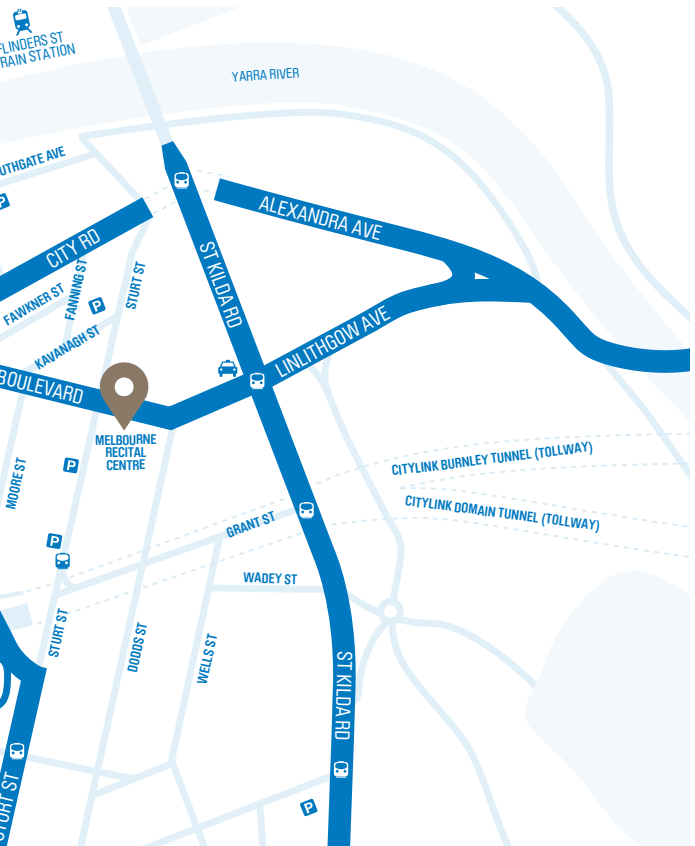 FLINDERS ST
TRAIN STATION
YARRA RIVER
UTHGATE AVE
P
ALEXANDRA AVE
CITY RD
ST KILDA RD
FANNING ST
STURT ST
FAWKNER ST
P
KAVANAGH ST
LINLITHGOW AVE
BOULEVARD
MELBOURNE
RECITAL
CENTRE
MOORE ST
P
CITYLINK BURNLEY TUNNEL (TOLLWAY)
CITYLINK DOMAIN TUNNEL (TOLLWAY)
GRANT ST
P
WADEY ST
STURT ST
DODDS ST
WELLS ST
ST KILDA RD
STURT ST
P